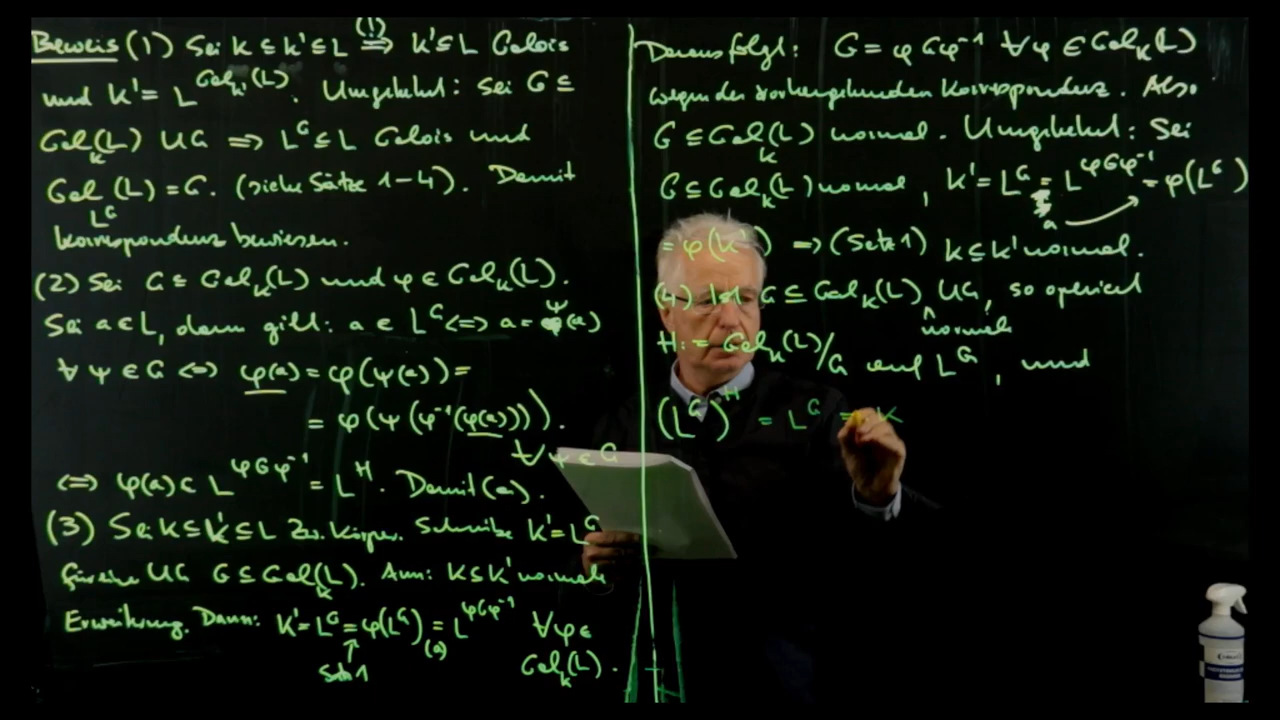 Beweis (1) Sei k ⊆ k' ⊆ L (!)⟹ k' ⊆ L Galois
und k' = L^{Gal_{k'}(L)}. Umgekehrt: Sei G ⊆
Gal_k(L) UG ⟹ L^G ⊆ L Galois und
Gal_{L^G}(L) = G. (siehe Sätze 1-4). Damit
Korrespondenz bewiesen.
(2) Sei G ⊆ Gal_k(L) und φ ∈ Gal_k(L).
Sei a ∈ L, dann gilt: a ∈ L^G ⟺ a = ψ(a)
∀ ψ ∈ G ⟺ φ(a) = φ(ψ(a)) =
= φ(ψ(φ^{-1}(φ(a)))).
∀ ψ ∈ G
⟺ φ(a) ∈ L^{φGφ^{-1}} = L^H. Damit (a).
(3) Sei k ⊆ k' ⊆ L Zw. Körper. Schreibe k' = L^G
für eine UG G ⊆ Gal_k(L). Ann: k ⊆ k' normale
Erweiterung. Dann: k' = L^G = φ(L^G) = L^{φGφ^{-1}} ∀ φ ∈
↑ Satz 1 (a) Gal_k(L).
Daraus folgt: G = φGφ^{-1} ∀ φ ∈ Gal_k(L)
wegen der vorhergehenden Korrespondenz. Also
G ⊆ Gal_k(L) normal. Umgekehrt: Sei
G ⊆ Gal_k(L) normal, k' = L^G = L^{φGφ^{-1}} = φ(L^G)
a
= φ(k') ⟹ (Satz 1) k ⊆ k' normal.
(4) Ist G ⊆ Gal_k(L) UG, so operiert
normale
H := Gal_k(L)/G auf L^G, und
(L^G)^H = L^G = k